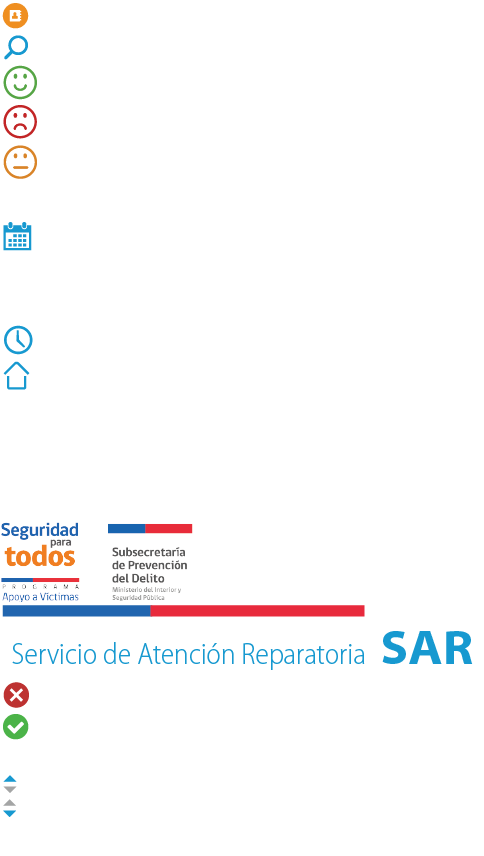 Seguridad
para
todos
PROGRAMA
Apoyo a Víctimas
Subsecretaría
de Prevención
del Delito
Ministerio del Interior y
Seguridad Pública
Servicio de Atención Reparatoria SAR